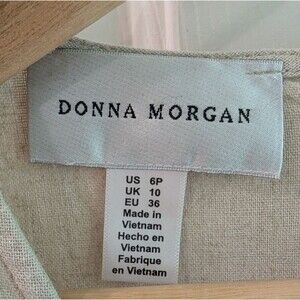 DONNA MORGAN
US 6P
UK 10
EU 36
Made in
Vietnam
Hecho en
Vietnam
Fabrique
en Vietnam